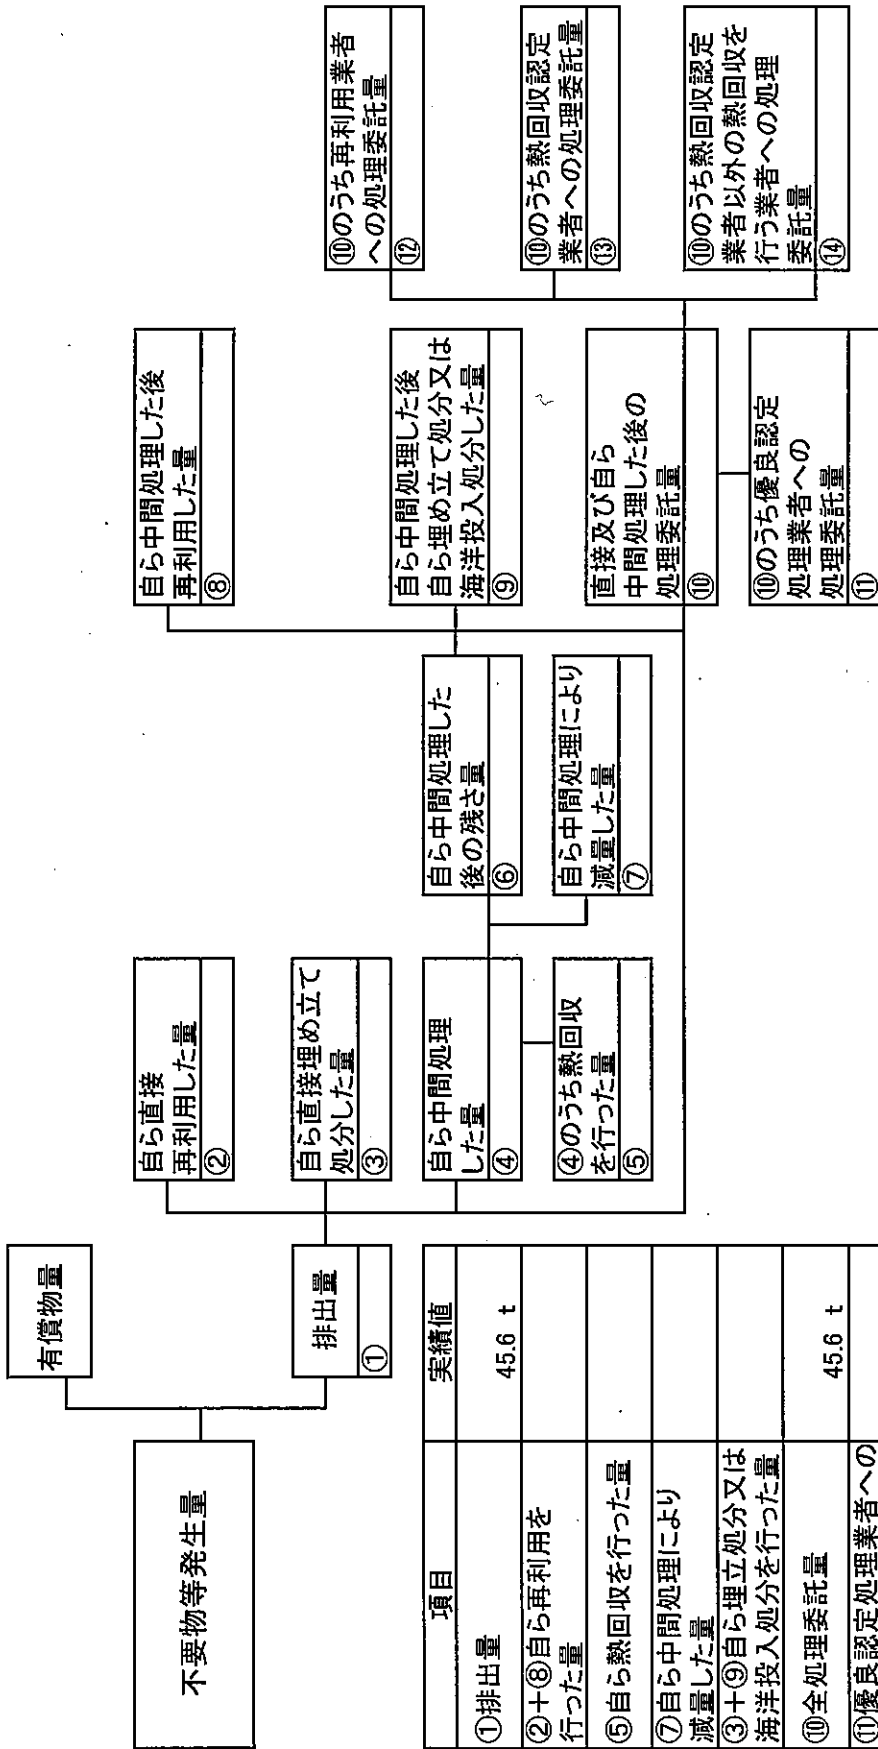 不要物等発生量
有償物量
排出量
①
自ら直接
再利用した量
②
自ら直接埋め立て
処分した量
③
自ら中間処理
した量
④
④のうち熱回収
を行った量
⑤
自ら中間処理した
後の残さ量
⑥
自ら中間処理により
減量した量
⑦
自ら中間処理した後
再利用した量
⑧
自ら中間処理した後
自ら埋め立て処分又は
海洋投入処分した量
⑨
直接及び自ら
中間処理した後の
処理委託量
⑩
⑩のうち優良認定
処理業者への
処理委託量
⑪
⑩のうち再利用業者
への処理委託量
⑫
⑩のうち熱回収認定
業者への処理委託量
⑬
⑩のうち熱回収認定
業者以外の熱回収を
行う業者への処理
委託量
⑭
項目 実績値
①排出量 45.6 t
②+⑧自ら再利用を
行った量
⑤自ら熱回収を行った量
⑦自ら中間処理により
減量した量
③+⑨自ら埋立処分又は
海洋投入処分を行った量
⑩全処理委託量 45.6 t
⑪優良認定処理業者への